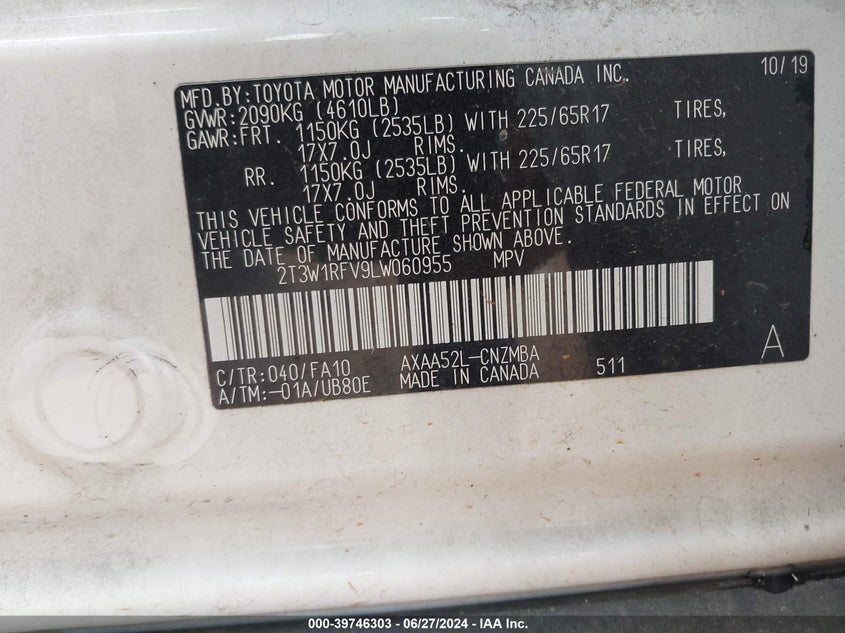 MFD.BY:TOYOTA MOTOR MANUFACTURING CANADA INC. 10/19
GVWR:2090KG (4610LB)
GAWR:FRT. 1150KG (2535LB) WITH 225/65R17 TIRES,
17X7.0J RIMS.
RR. 1150KG (2535LB) WITH 225/65R17 TIRES,
17X7.0J RIMS.
THIS VEHICLE CONFORMS TO ALL APPLICABLE FEDERAL MOTOR
VEHICLE SAFETY AND THEFT PREVENTION STANDARDS IN EFFECT ON
THE DATE OF MANUFACTURE SHOWN ABOVE.
2T3W1RFV9LW060955 MPV
C/TR:040/FA10 AXAA52L-CNZMBA A
A/TM:-01A/UB80E MADE IN CANADA 511
000-39746303 - 06/27/2024 - IAA Inc.